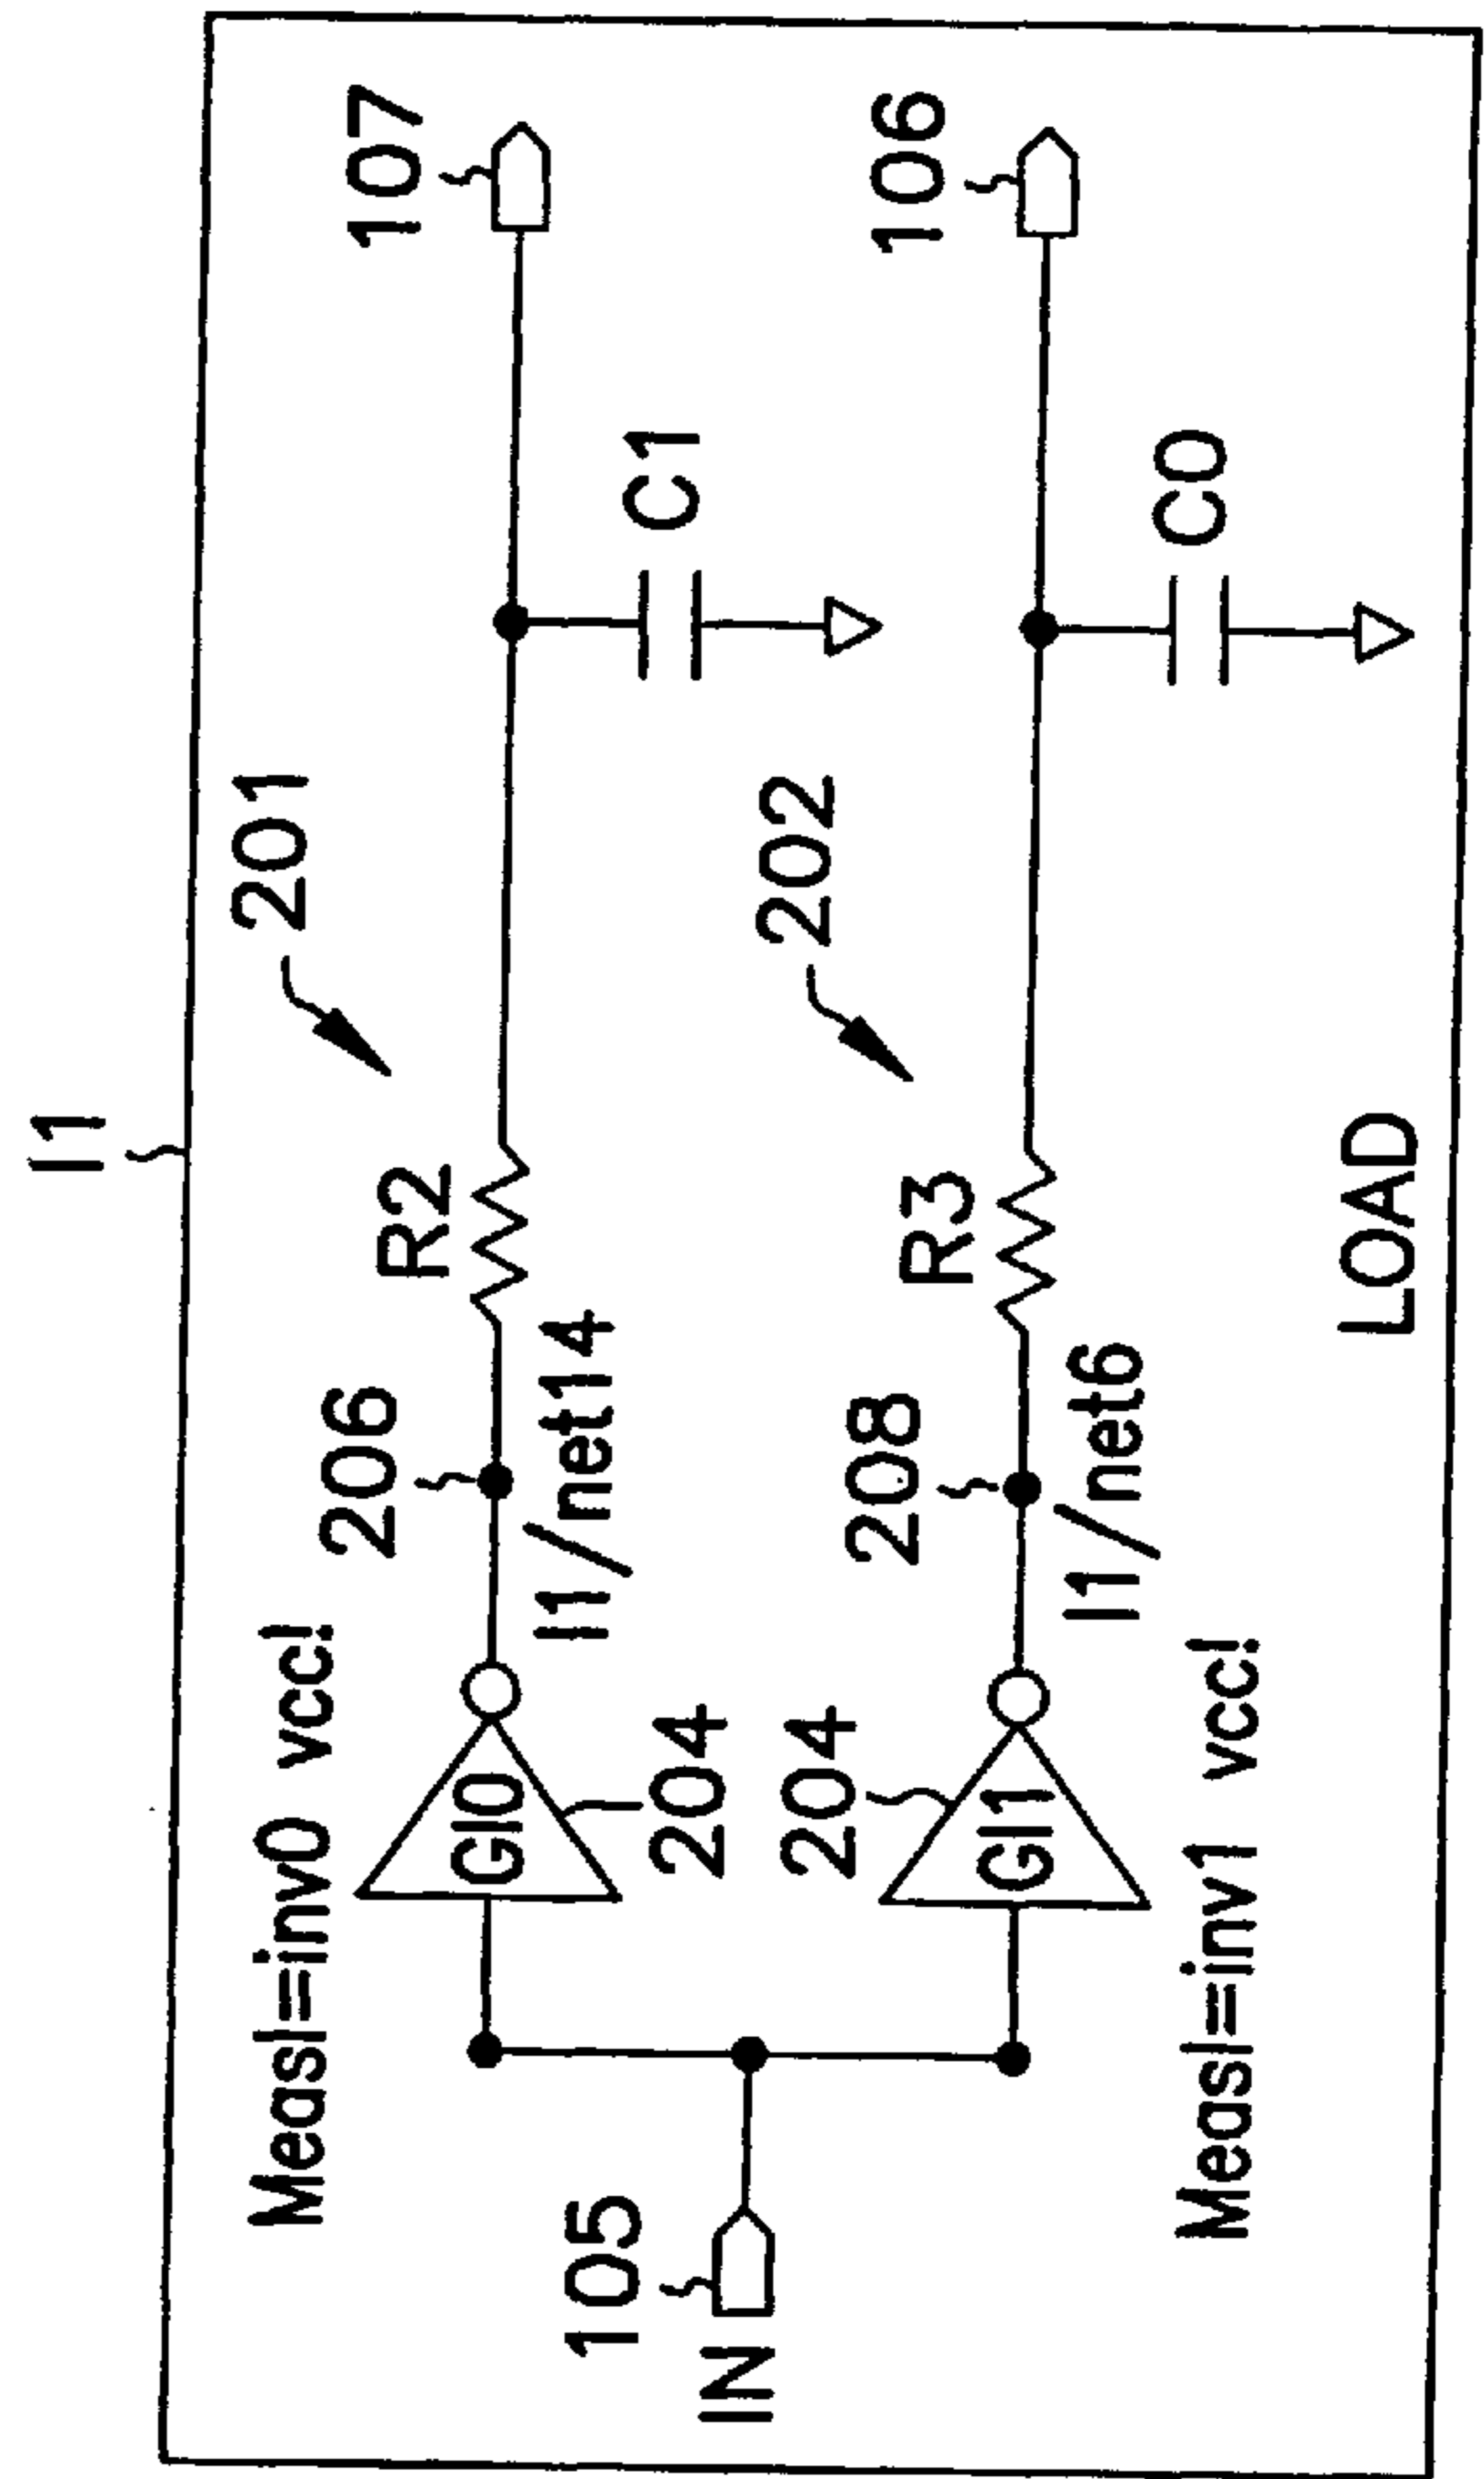 I1
MeasI=inv0 vcc!
206
R2
201
107
GI0
I1/net14
C1
204
105
IN
204
208
R3
202
106
GI1
I1/net6
C0
MeasI=inv1 vcc!
LOAD